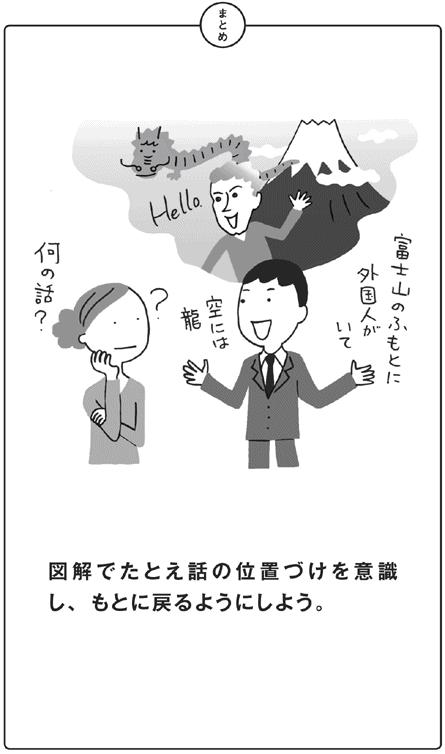 まとめ
Hello.
富士山のふもとに
外国人が
いて
空には
龍
何の話?
?
図解でたとえ話の位置づけを意識
し、もとに戻るようにしよう。